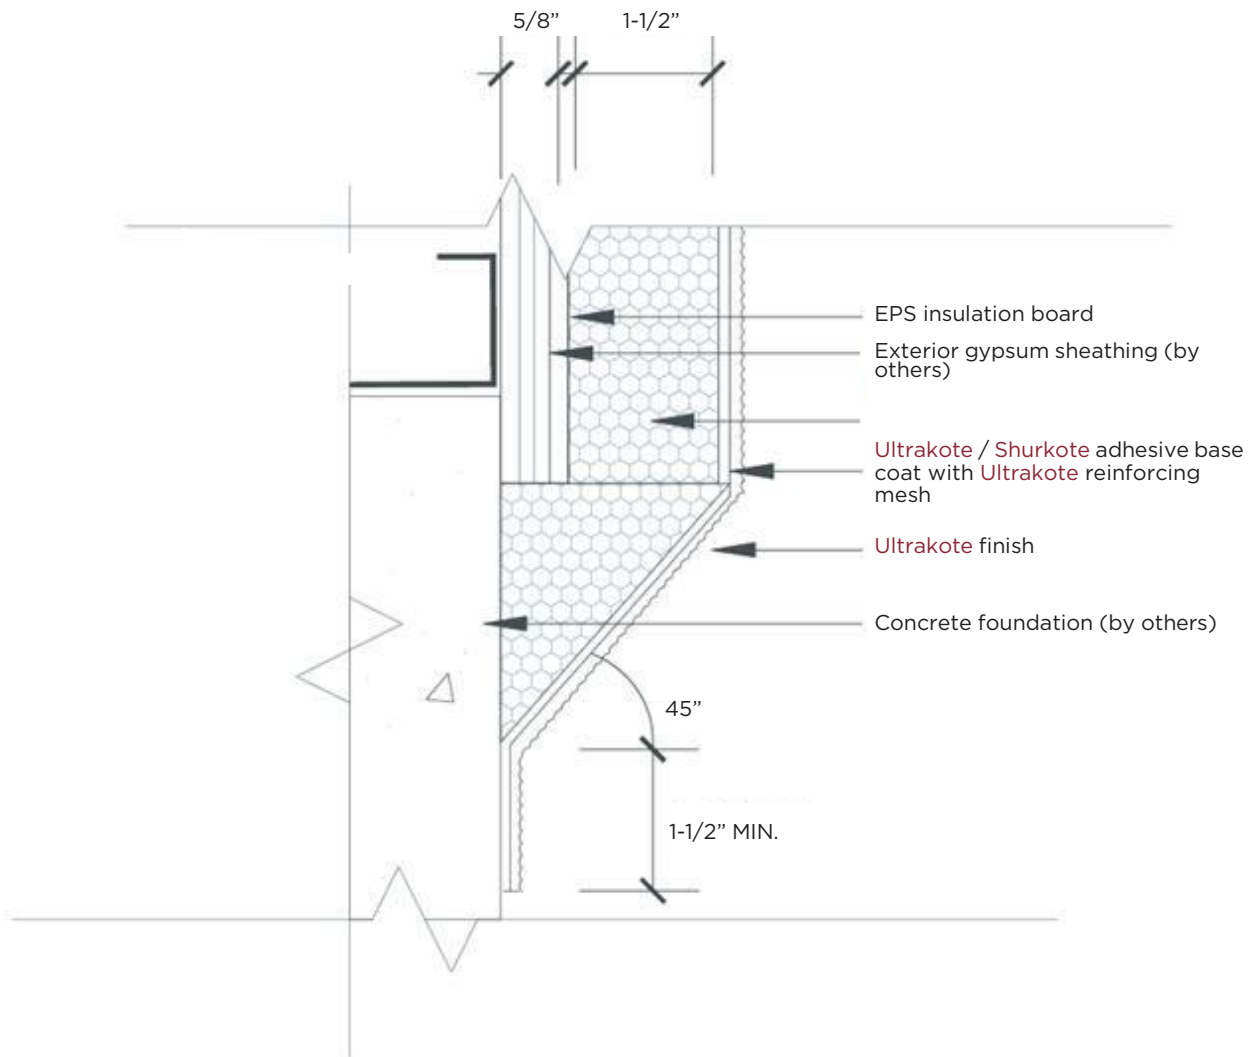 5/8”
1-1/2”
EPS insulation board
Exterior gypsum sheathing (by
others)
Ultrakote / Shurkote adhesive base
coat with Ultrakote reinforcing
mesh
Ultrakote finish
Concrete foundation (by others)
45”
1-1/2” MIN.